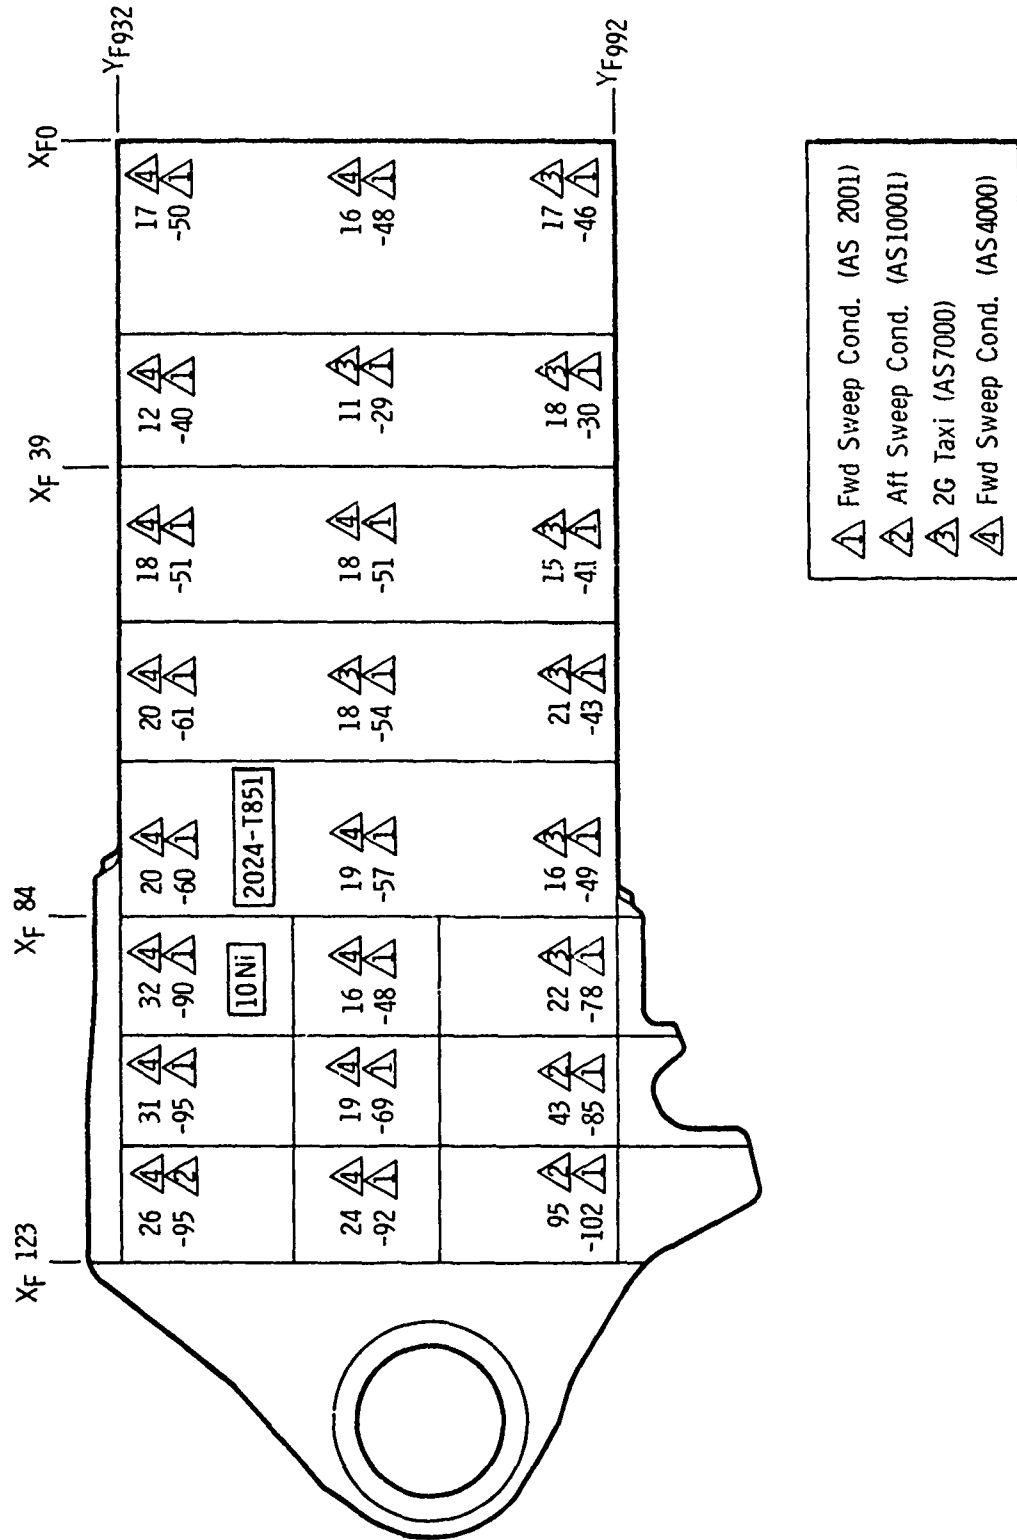 XF 123 XF 84 XF 39 XF0
YF932
26 4 31 4 32 4 20 4 20 4 18 4 12 4 17 4
-95 2 -95 1 -90 1 -60 1 -61 1 -51 1 -40 1 -50 1
10 Ni 2024-T851
24 4 19 4 16 4 19 4 18 3 18 4 11 3 16 4
-92 1 -69 1 -48 1 -57 1 -54 1 -51 1 -29 1 -48 1
95 2 43 2 22 3 16 3 21 3 15 3 18 3 17 3
-102 1 -85 1 -78 1 -49 1 -43 1 -41 1 -30 1 -46 1
YF992
1 Fwd Sweep Cond. (AS 2001)
2 Aft Sweep Cond. (AS10001)
3 2G Taxi (AS7000)
4 Fwd Sweep Cond. (AS4000)